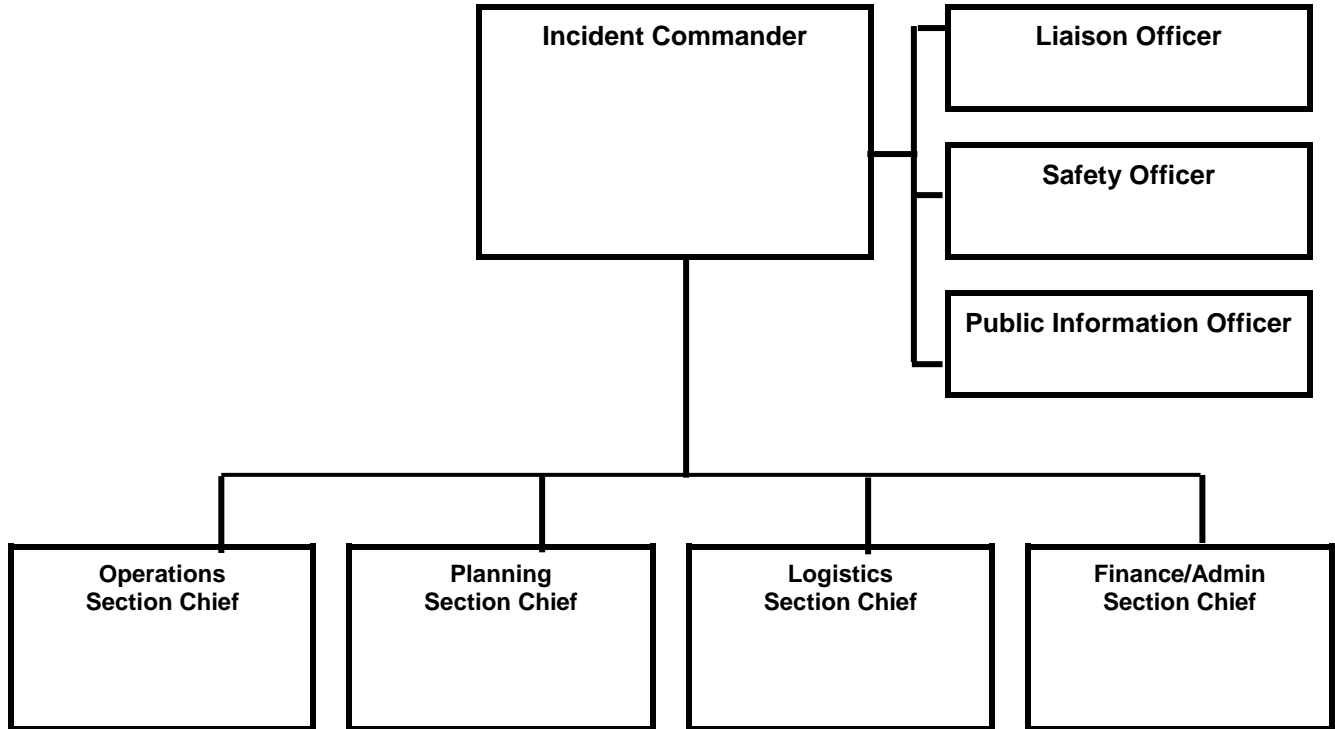 Incident Commander
Liaison Officer
Safety Officer
Public Information Officer
Operations
Section Chief
Planning
Section Chief
Logistics
Section Chief
Finance/Admin
Section Chief